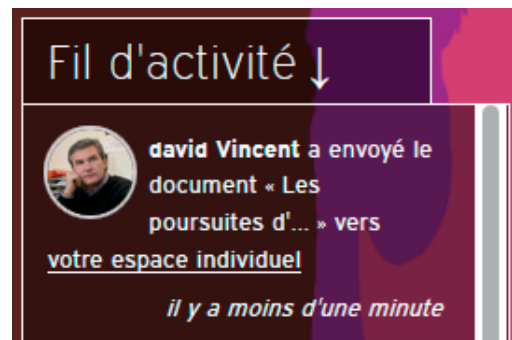 Fil d'activité ↓
david Vincent a envoyé le
document « Les
poursuites d'... » vers
votre espace individuel
il y a moins d'une minute